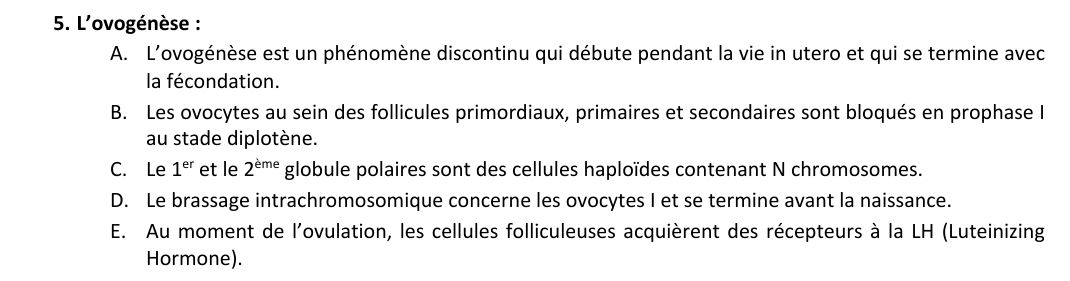 5. L’ovogénèse :
A. L’ovogénèse est un phénomène discontinu qui débute pendant la vie in utero et qui se termine avec
la fécondation.
B. Les ovocytes au sein des follicules primordiaux, primaires et secondaires sont bloqués en prophase I
au stade diplotène.
C. Le 1er et le 2ème globule polaires sont des cellules haploïdes contenant N chromosomes.
D. Le brassage intrachromosomique concerne les ovocytes I et se termine avant la naissance.
E. Au moment de l’ovulation, les cellules folliculeuses acquièrent des récepteurs à la LH (Luteinizing
Hormone).